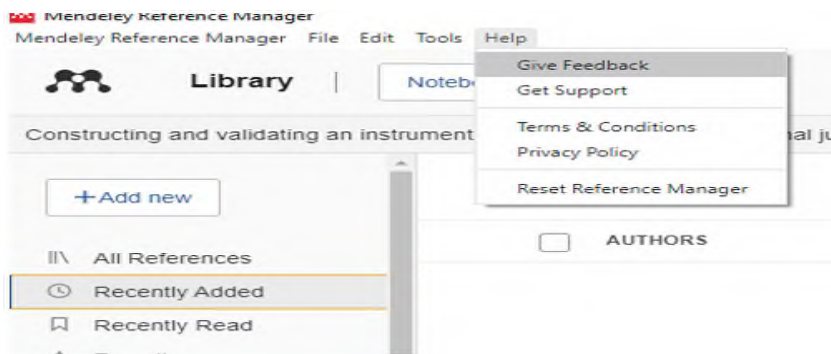 Mendeley Reference Manager
Mendeley Reference Manager File Edit Tools Help
Give Feedback
Get Support
Terms & Conditions
Privacy Policy
Reset Reference Manager
Library | Noteb
Constructing and validating an instrument
+Add new
All References
Recently Added
Recently Read
AUTHORS